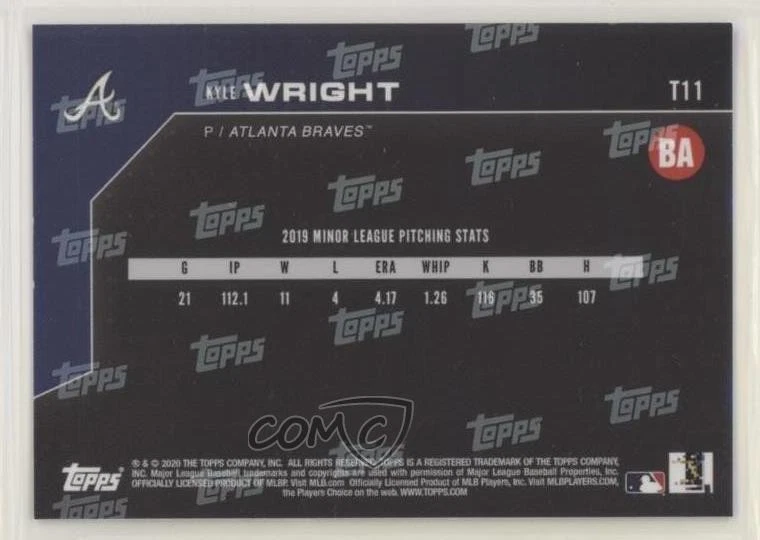 KYLE WRIGHT
T11
P / ATLANTA BRAVES™
BA
2019 MINOR LEAGUE PITCHING STATS
G IP W L ERA WHIP K BB H
21 112.1 11 4 4.17 1.26 116 35 107
COMC
TOPPS
® & © 2020 THE TOPPS COMPANY, INC. ALL RIGHTS RESERVED. TOPPS IS A REGISTERED TRADEMARK OF THE TOPPS COMPANY,
INC. Major League Baseball trademarks and copyrights are used with permission of Major League Baseball Properties, Inc.
OFFICIALLY LICENSED PRODUCT OF MLBP. Visit MLB.com Officially Licensed Product of MLB Players, Inc. Visit MLBPLAYERS.com,
the Players Choice on the web. WWW.TOPPS.COM